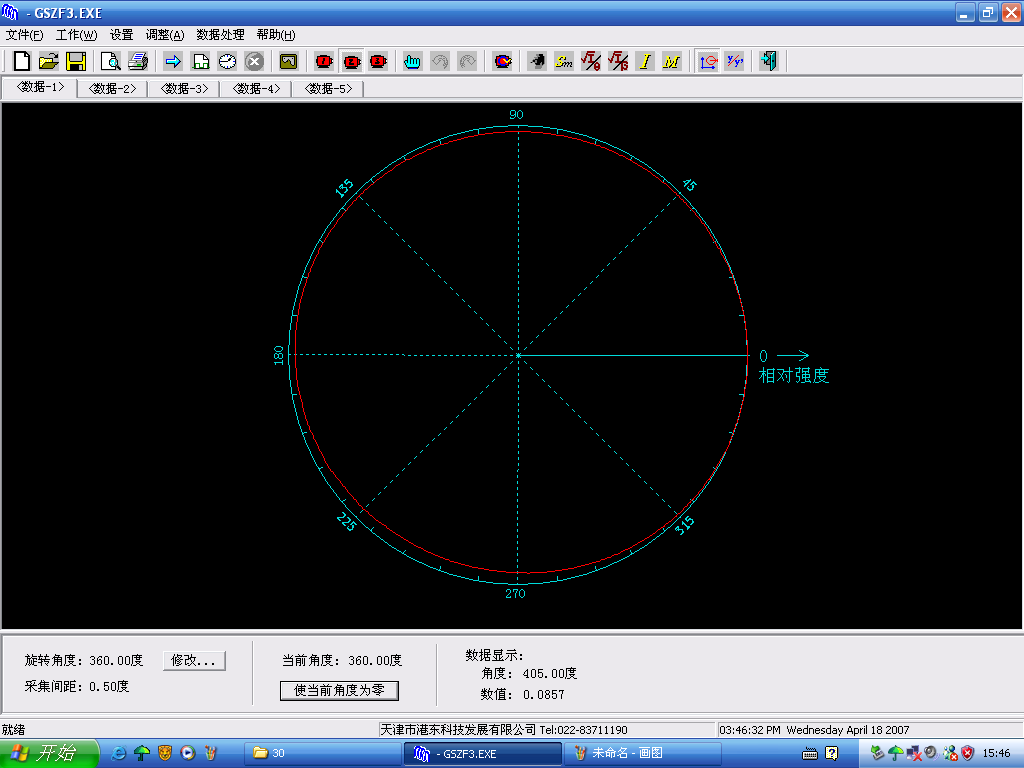 - GSZF3.EXE
文件(F) 工作(W) 设置 调整(A) 数据处理 帮助(H)
Sm I M
<数据-1> <数据-2> <数据-3> <数据-4> <数据-5>
90
135
45
180
0
相对强度
225
315
270
旋转角度: 360.00度 修改...
采集间距: 0.50度
当前角度: 360.00度
使当前角度为零
数据显示:
角度: 405.00度
数值: 0.0857
就绪
天津市港东科技发展有限公司 Tel:022-83711190
03:46:32 PM Wednesday April 18 2007
开始
30
- GSZF3.EXE
未命名 - 画图
15:46